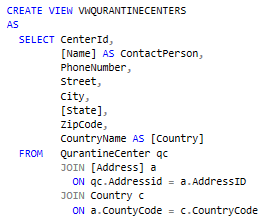 CREATE VIEW VWQURANTINECENTERS
AS
SELECT CenterId,
[Name] AS ContactPerson,
PhoneNumber,
Street,
City,
[State],
ZipCode,
CountryName AS [Country]
FROM QurantineCenter qc
JOIN [Address] a
ON qc.Addressid = a.AddressID
JOIN Country c
ON a.CountyCode = c.CountryCode